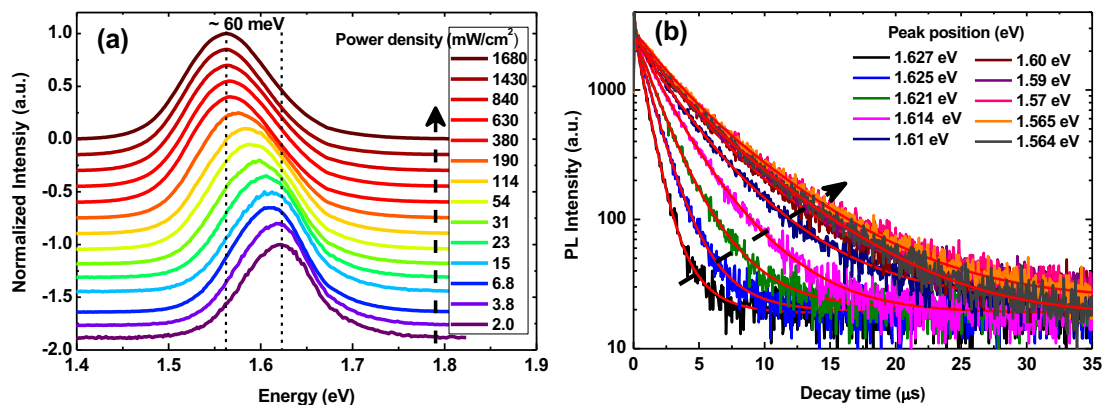 (a)
~ 60 meV
Power density (mW/cm²)
1680
1430
840
630
380
190
114
54
31
23
15
6.8
3.8
2.0
Normalized Intensiy (a.u.)
1.0
0.5
0.0
-0.5
-1.0
-1.5
-2.0
1.4
1.5
1.6
1.7
1.8
1.9
Energy (eV)
(b)
Peak position (eV)
1.627 eV
1.625 eV
1.621 eV
1.614 eV
1.61 eV
1.60 eV
1.59 eV
1.57 eV
1.565 eV
1.564 eV
PL Intensity (a.u.)
1000
100
10
0
5
10
15
20
25
30
35
Decay time (μs)